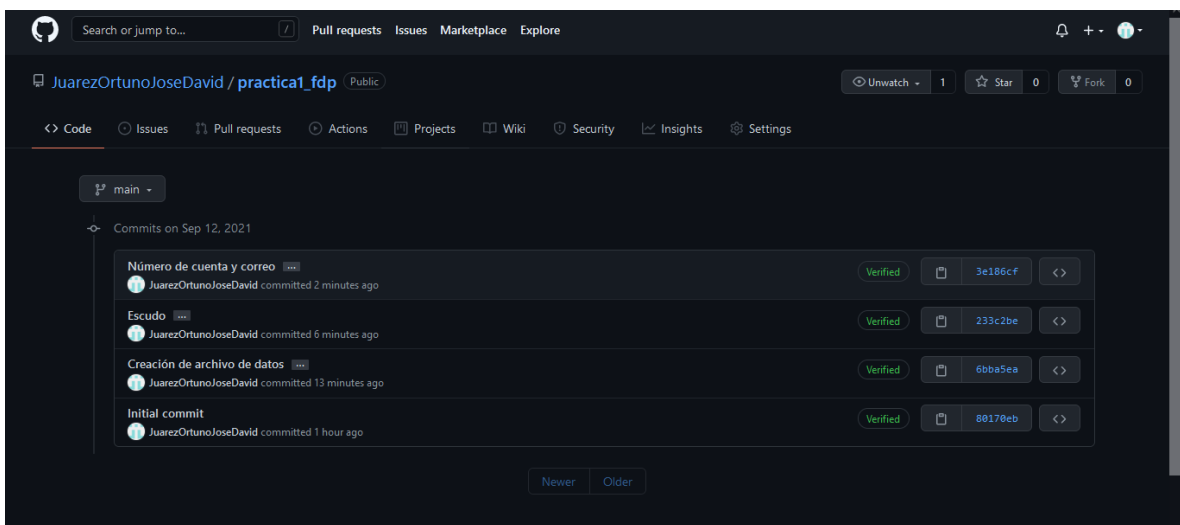 Search or jump to... / Pull requests Issues Marketplace Explore
JuarezOrtunoJoseDavid / practica1_fdp Public Unwatch 1 Star 0 Fork 0
<> Code Issues Pull requests Actions Projects Wiki Security Insights Settings
main
Commits on Sep 12, 2021
Número de cuenta y correo ...
JuarezOrtunoJoseDavid committed 2 minutes ago
Verified 3e186cf <>
Escudo ...
JuarezOrtunoJoseDavid committed 6 minutes ago
Verified 233c2be <>
Creación de archivo de datos ...
JuarezOrtunoJoseDavid committed 13 minutes ago
Verified 6bba5ea <>
Initial commit
JuarezOrtunoJoseDavid committed 1 hour ago
Verified 80170eb <>
Newer Older